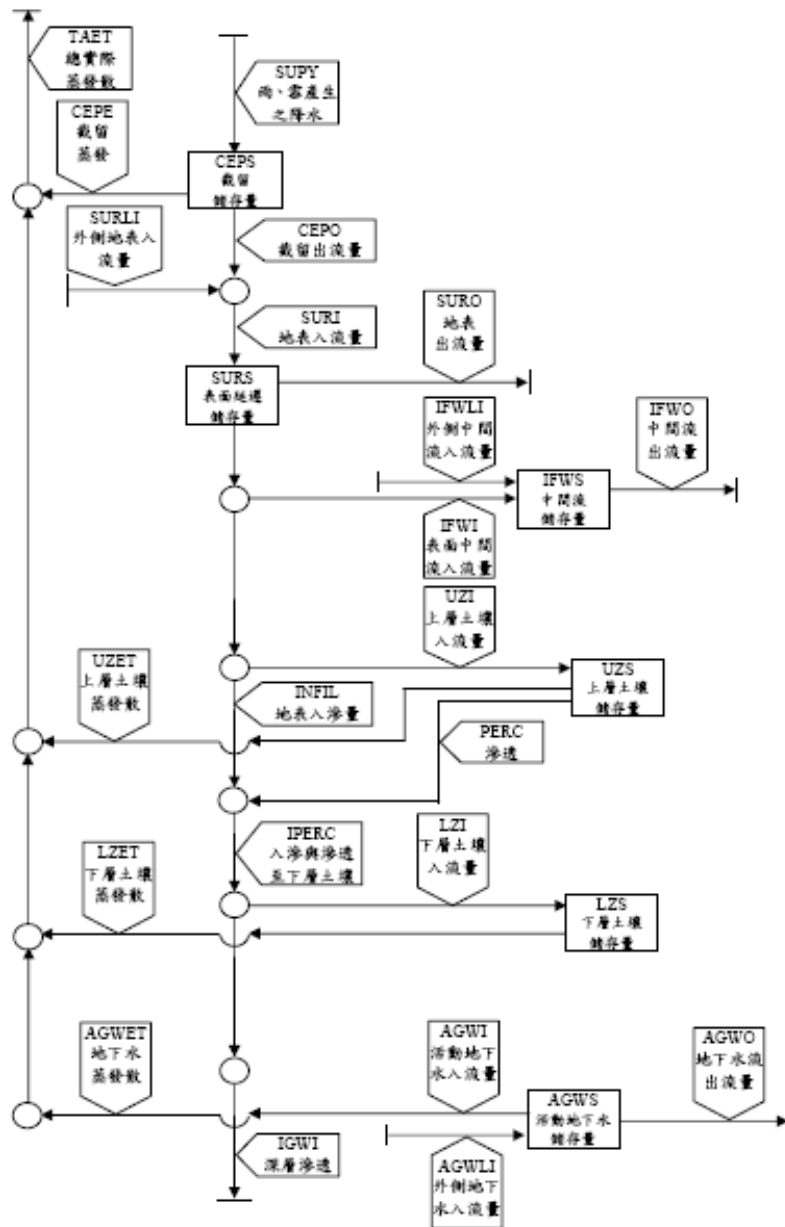 TAET
總實際
蒸發散
SUPY
雨、雲產生
之降水
CEPE
截留
蒸發
CEPS
截留
儲存量
SURLI
外側地表入
流量
CEPO
截留出流量
SURI
地表入流量
SURO
地表
出流量
SURS
表面延遲
儲存量
IFWLI
外側中間
流入流量
IFWO
中間流
出流量
IFWS
中間流
儲存量
IFWI
表面中間
流入流量
UZI
上層土壤
入流量
UZET
上層土壤
蒸發散
INFIL
地表入滲量
UZS
上層土壤
儲存量
PERC
滲透
IPERC
入滲與滲透
至下層土壤
LZI
下層土壤
入流量
LZET
下層土壤
蒸發散
LZS
下層土壤
儲存量
AGWET
地下水
蒸發散
AGWI
活動地下
水入流量
AGWO
地下水流
出流量
AGWS
活動地下水
儲存量
IGWI
深層滲透
AGWLI
外側地下
水入流量